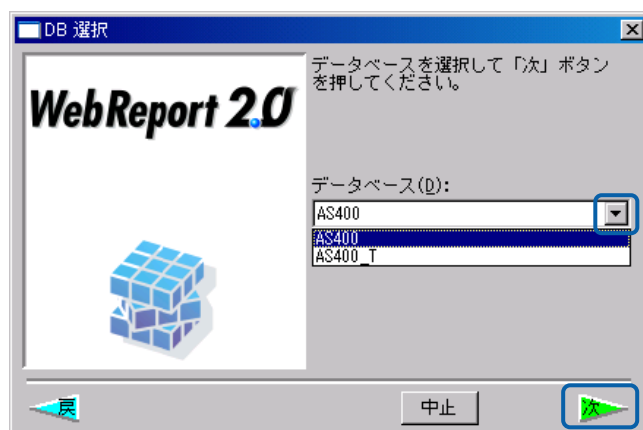 DB 選択
データベースを選択して「次」ボタン
を押してください。
WebReport 2.0
データベース(D):
AS400
AS400
AS400_T
戻
中止
次